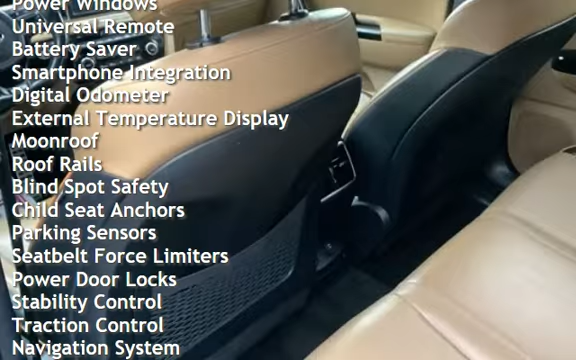 Power Windows
Universal Remote
Battery Saver
Smartphone Integration
Digital Odometer
External Temperature Display
Moonroof
Roof Rails
Blind Spot Safety
Child Seat Anchors
Parking Sensors
Seatbelt Force Limiters
Power Door Locks
Stability Control
Traction Control
Navigation System